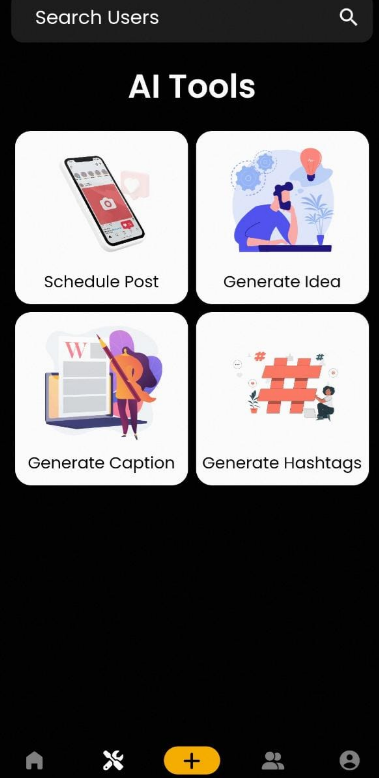 Search Users
AI Tools
Schedule Post
Generate Idea
W
Generate Caption
Generate Hashtags